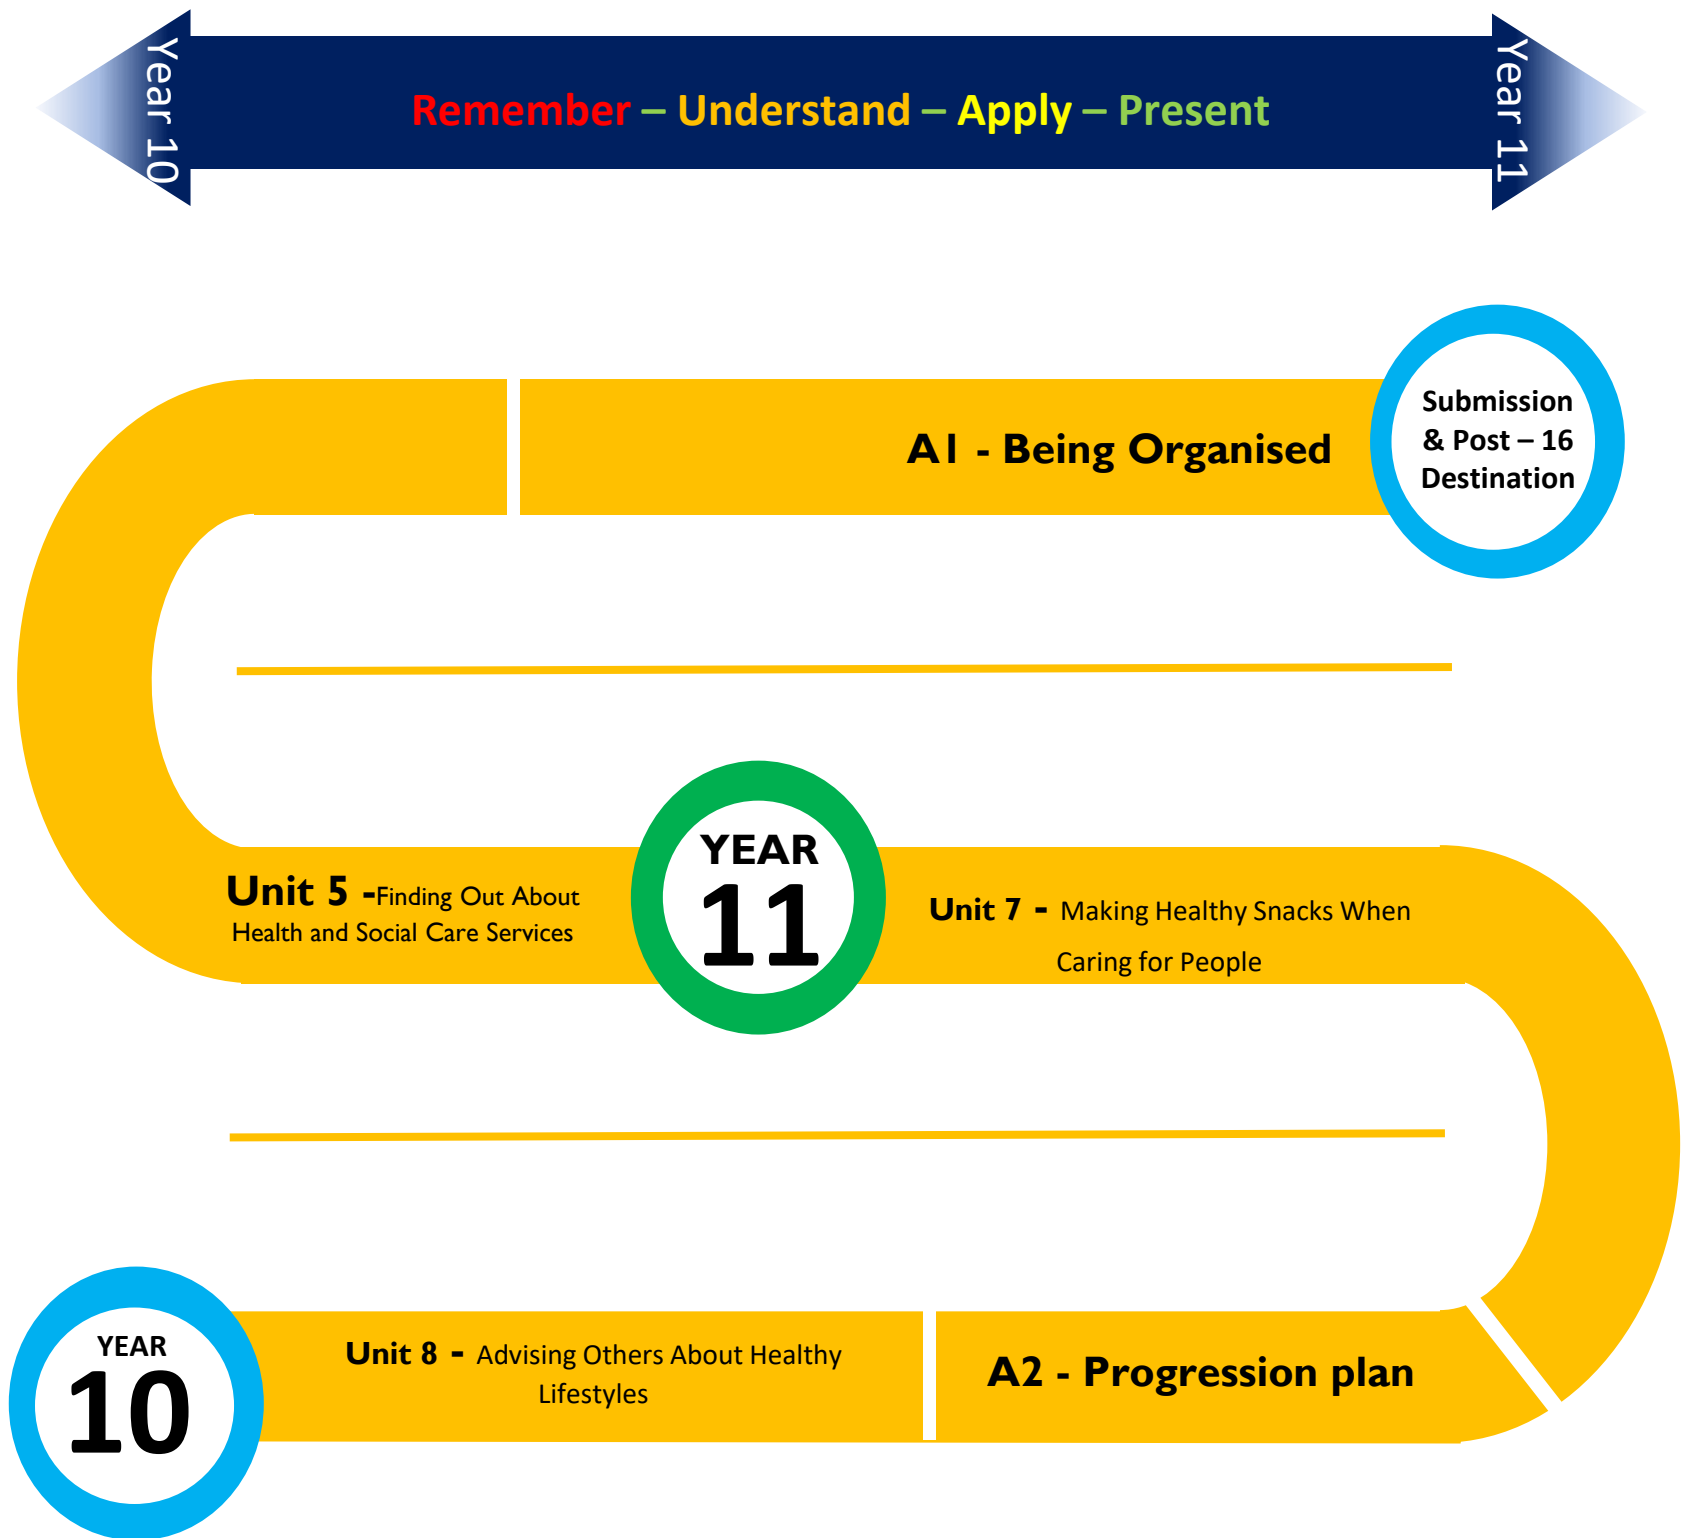 Year 10
Remember – Understand – Apply – Present
Year 11
A1 - Being Organised
Submission
& Post – 16
Destination
Unit 5 -Finding Out About
Health and Social Care Services
YEAR
11
Unit 7 - Making Healthy Snacks When
Caring for People
YEAR
10
Unit 8 - Advising Others About Healthy
Lifestyles
A2 - Progression plan